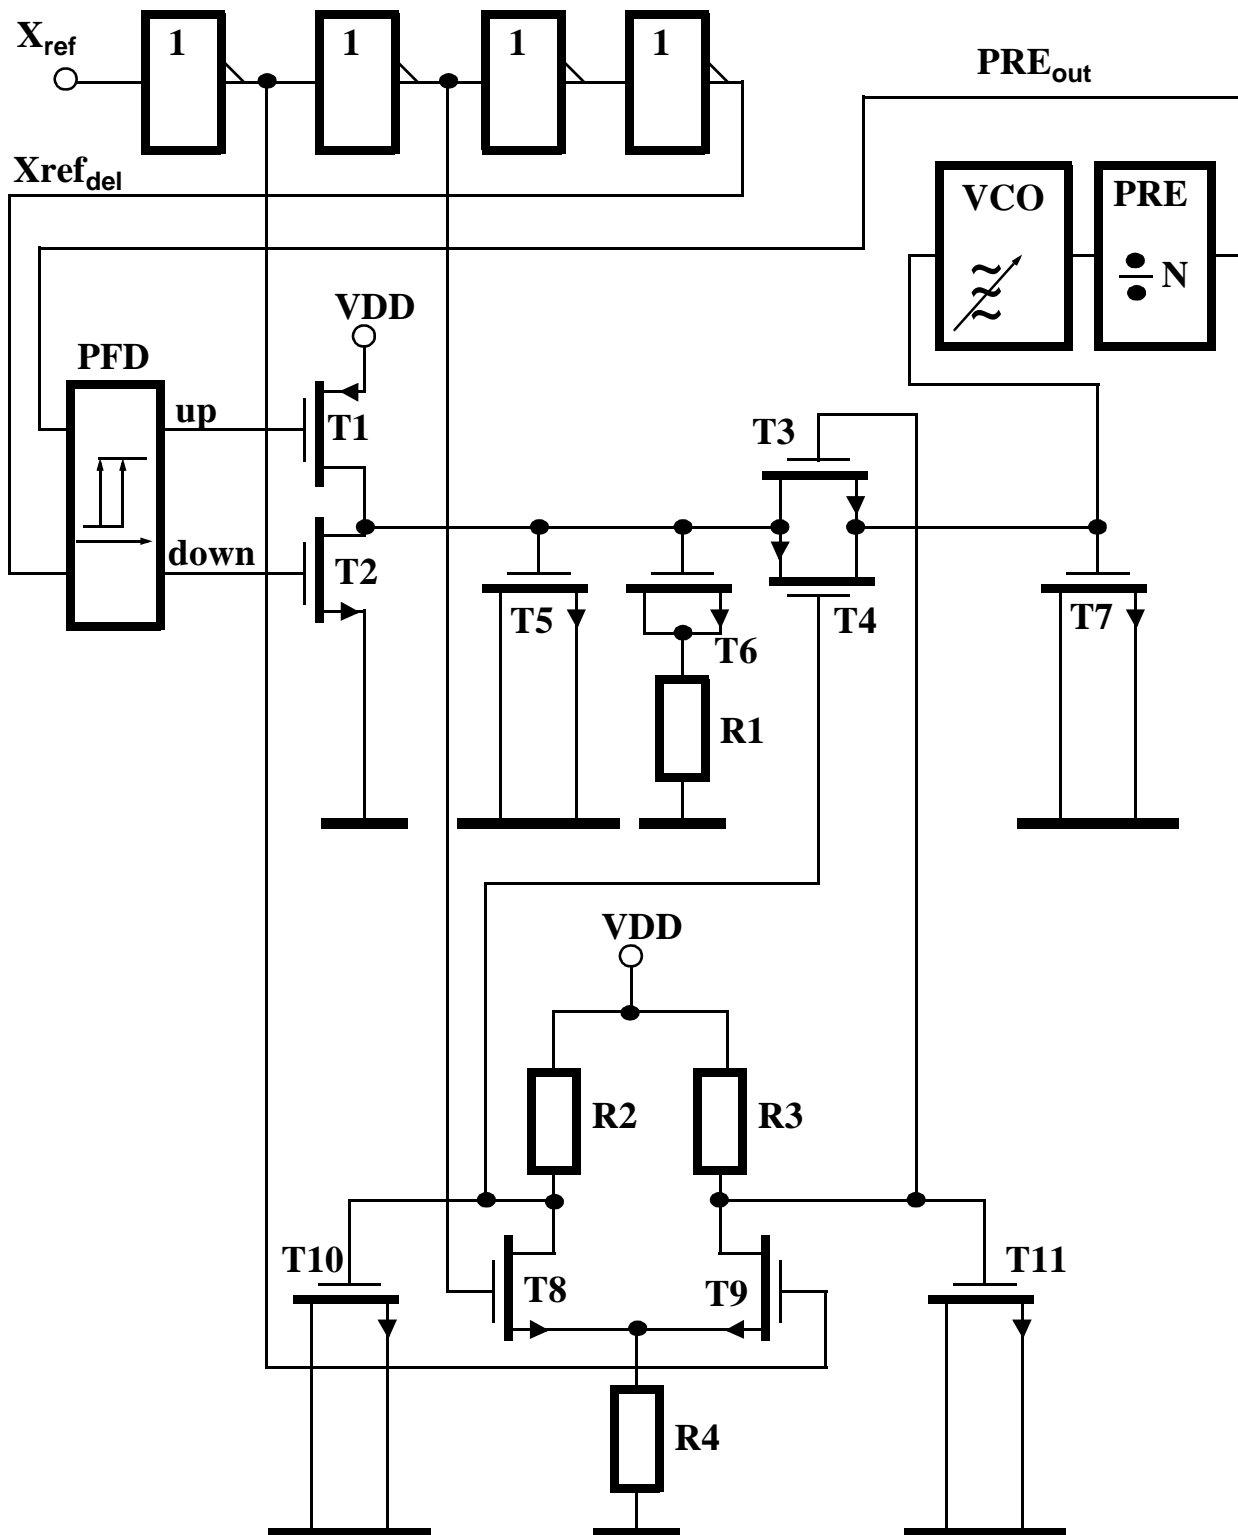 X_ref
1
1
1
1
PRE_out
Xref_del
VCO
PRE
÷ N
VDD
PFD
up
T1
T3
down
T2
T5
T6
T4
T7
R1
VDD
R2
R3
T10
T8
T9
T11
R4